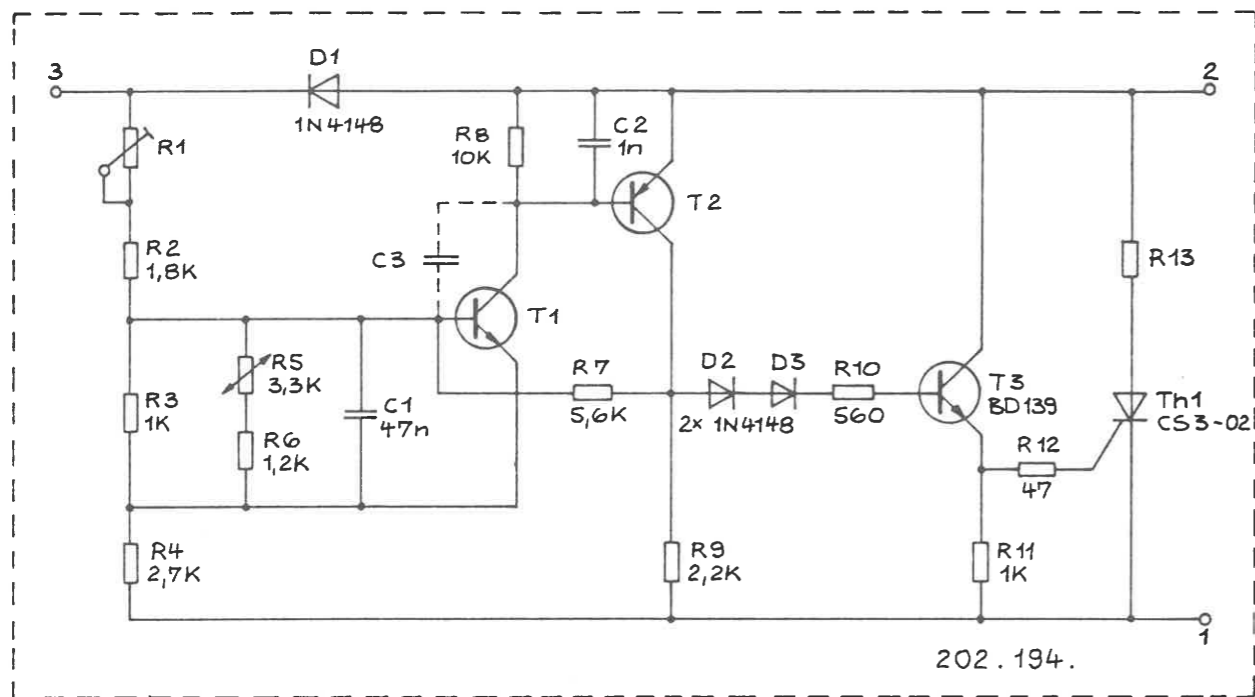 3
D1
1N4148
2
R1
R8
10K
C2
1n
T2
R2
1,8K
C3
T1
R13
R5
3,3K
R3
1K
R6
1,2K
C1
47n
R7
5,6K
D2
D3
2x 1N4148
R10
560
T3
BD139
Th1
CS3-02
R12
47
R4
2,7K
R9
2,2K
R11
1K
1
202.194.